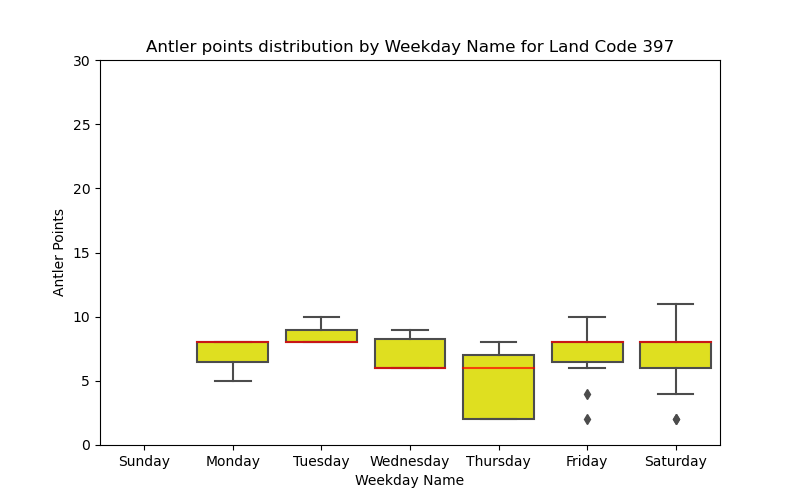 Antler points distribution by Weekday Name for Land Code 397
30
25
20
15
10
5
0
Antler Points
Sunday Monday Tuesday Wednesday Thursday Friday Saturday
Weekday Name